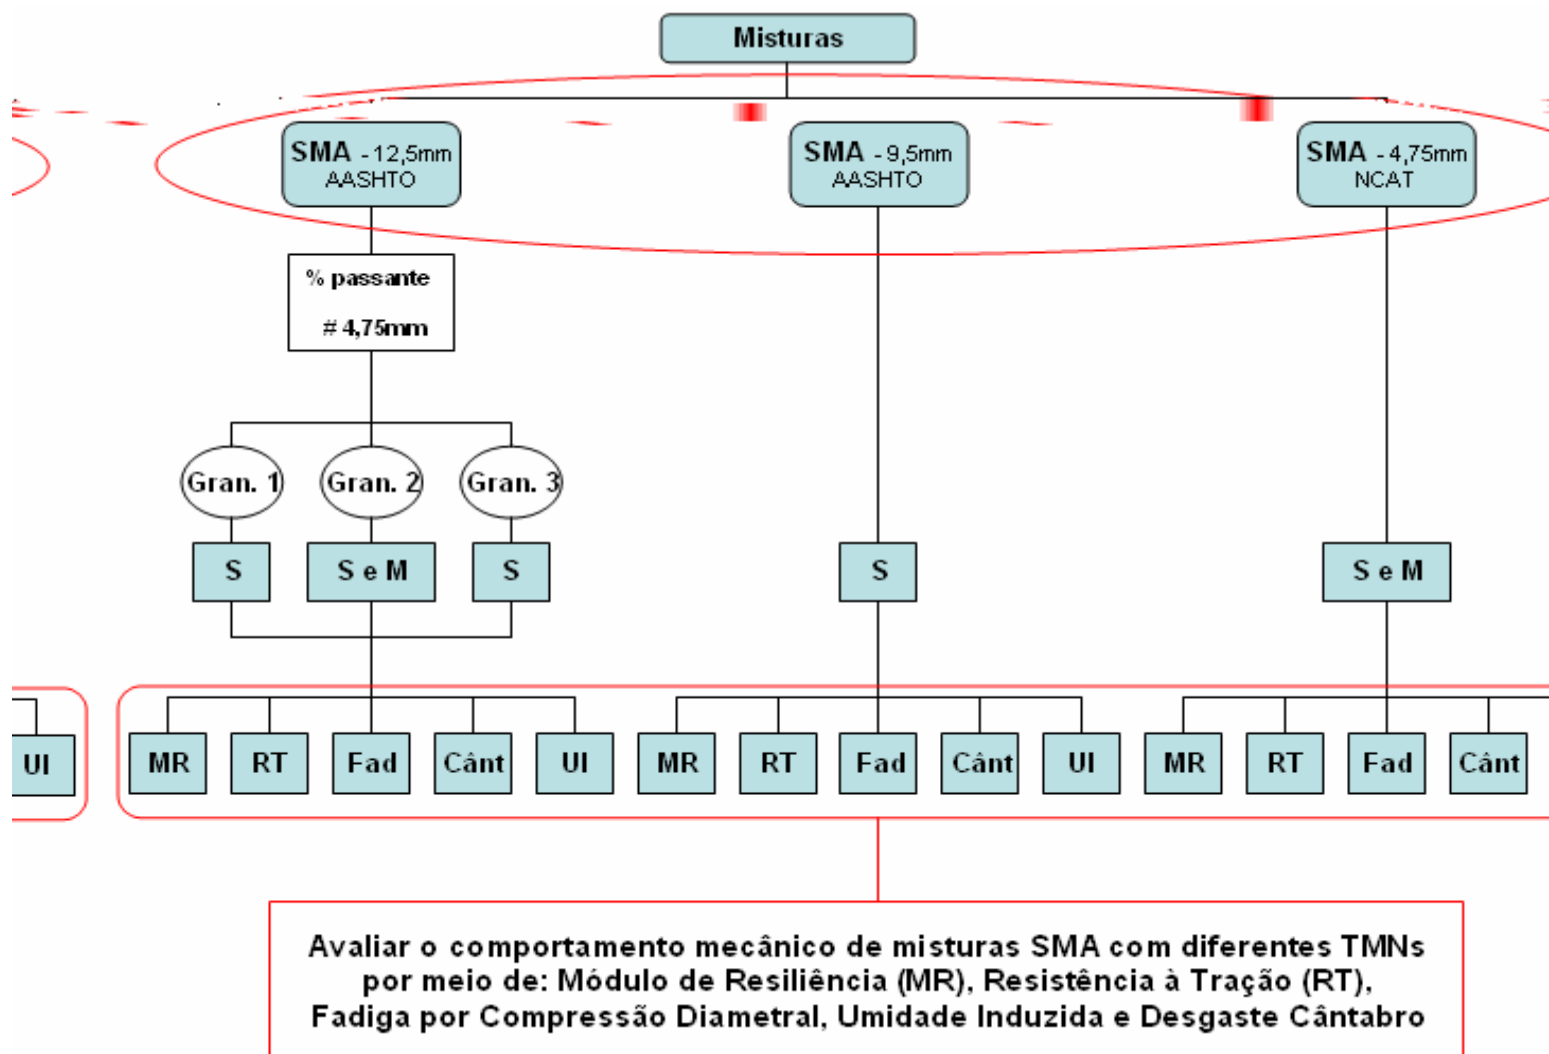 Misturas
SMA - 12,5mm
AASHTO
SMA - 9,5mm
AASHTO
SMA - 4,75mm
NCAT
% passante
# 4,75mm
Gran. 1
Gran. 2
Gran. 3
S
S e M
S
S
S e M
UI
MR
RT
Fad
Cânt
UI
MR
RT
Fad
Cânt
UI
MR
RT
Fad
Cânt
Avaliar o comportamento mecânico de misturas SMA com diferentes TMNs
por meio de: Módulo de Resiliência (MR), Resistência à Tração (RT),
Fadiga por Compressão Diametral, Umidade Induzida e Desgaste Cântabro